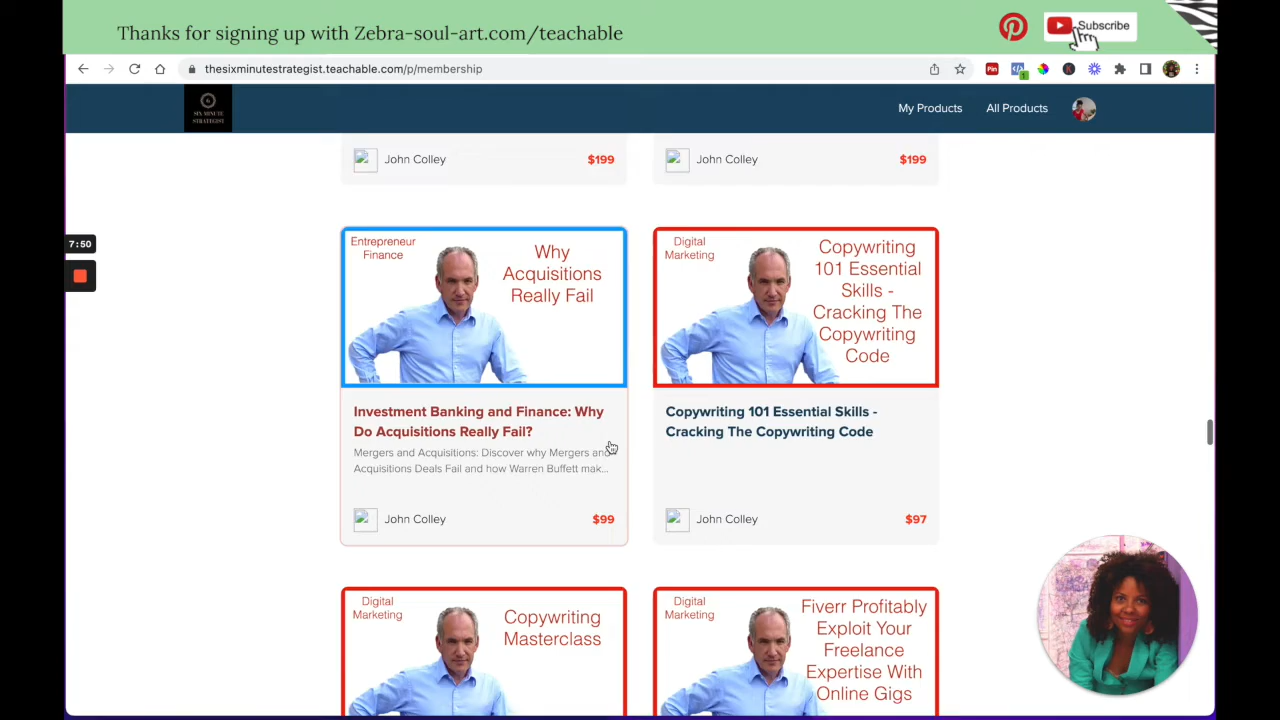 Thanks for signing up with Zebra-soul-art.com/teachable
Subscribe
thesixminutestrategist.teachable.com/p/membership
Pin
1
SIX MINUTE
STRATEGIST
My Products
All Products
John Colley
$199
John Colley
$199
7:50
Entrepreneur
Finance
Why
Acquisitions
Really Fail
Investment Banking and Finance: Why
Do Acquisitions Really Fail?
Mergers and Acquisitions: Discover why Mergers and
Acquisitions Deals Fail and how Warren Buffett mak...
John Colley
$99
Digital
Marketing
Copywriting
101 Essential
Skills -
Cracking The
Copywriting
Code
Copywriting 101 Essential Skills -
Cracking The Copywriting Code
John Colley
$97
Digital
Marketing
Copywriting
Masterclass
Digital
Marketing
Fiverr Profitably
Exploit Your
Freelance
Expertise With
Online Gigs